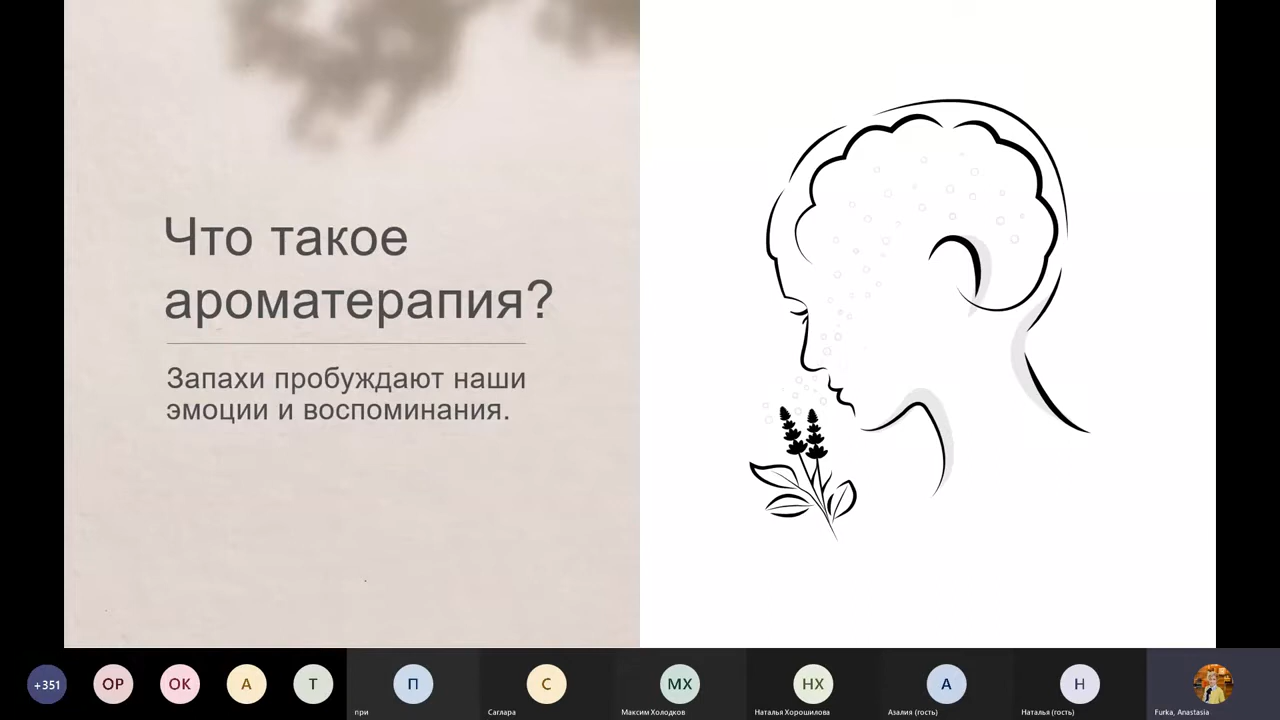 Что такое
ароматерапия?
Запахи пробуждают наши
эмоции и воспоминания.
+351
ОР
ОК
А
Т
П
С
МХ
НХ
А
Н
при
Саглара
Максим Холодков
Наталья Хорошилова
Азалия (гость)
Наталья (гость)
Furka, Anastasia